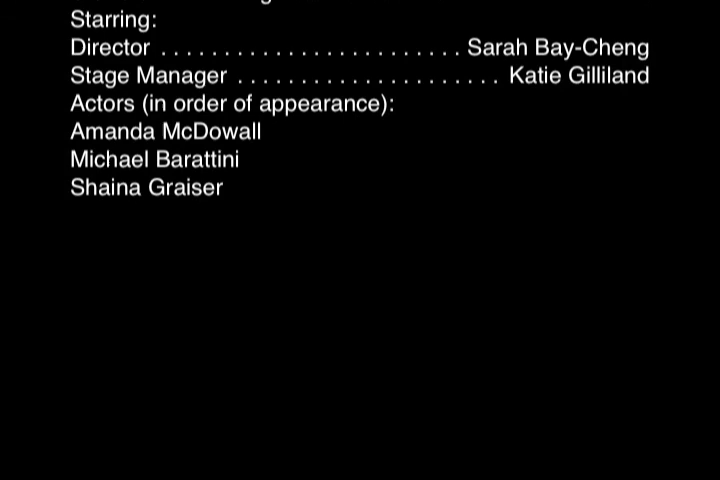 Starring:
Director . . . . . . . . . . . . . . . . . . . . . . . . Sarah Bay-Cheng
Stage Manager . . . . . . . . . . . . . . . . . . . . . Katie Gilliland
Actors (in order of appearance):
Amanda McDowall
Michael Barattini
Shaina Graiser